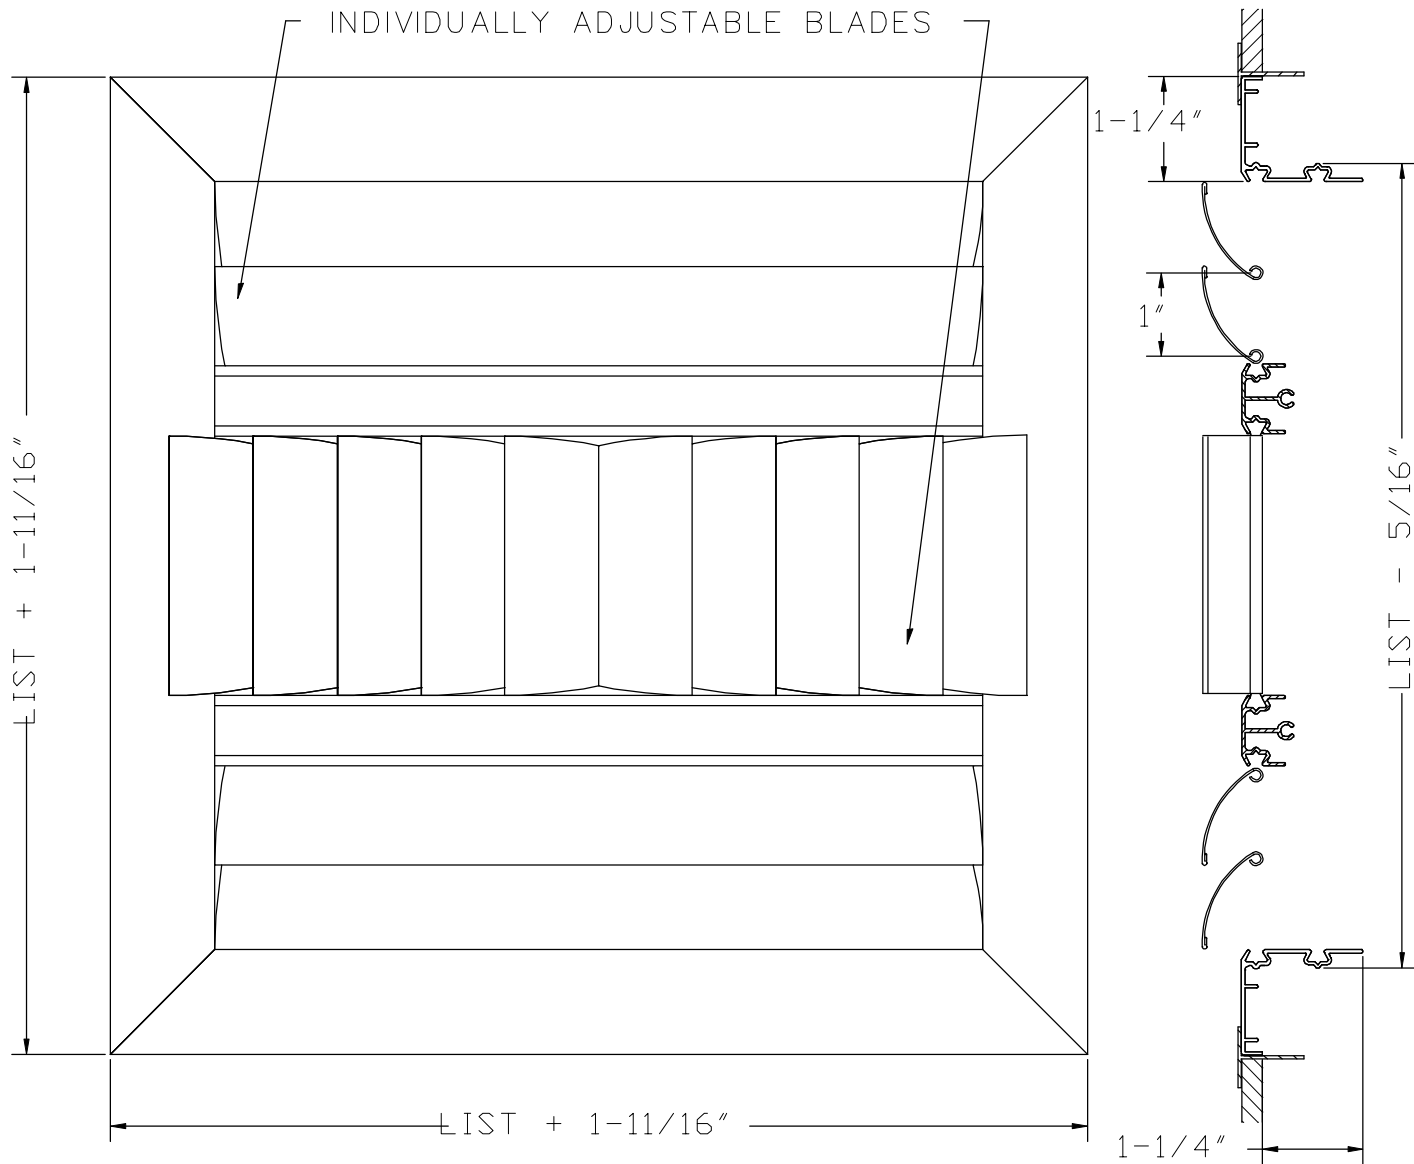 INDIVIDUALLY ADJUSTABLE BLADES
1-1/4"
1"
LIST + 1-11/16"
LIST - 5/16"
LIST + 1-11/16"
1-1/4"